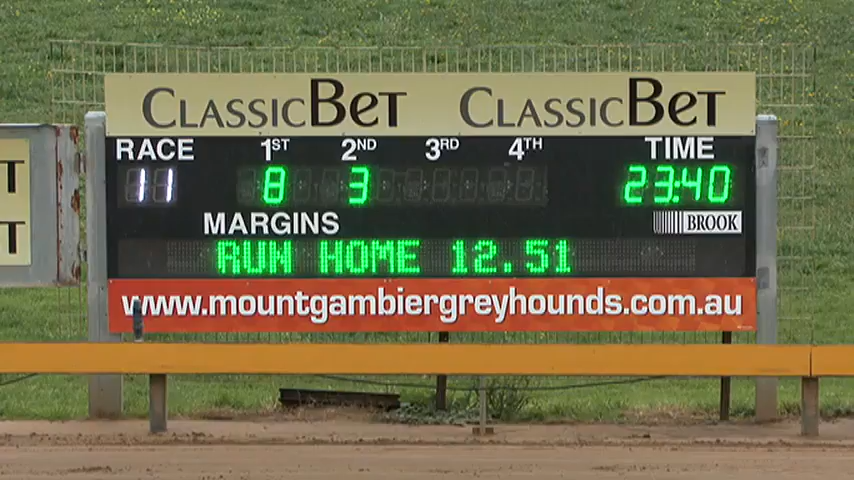 CLASSICBET CLASSICBET
RACE 1ST 2ND 3RD 4TH TIME
11 8 3 23:40
MARGINS BROOK
RUN HOME 12.51
www.mountgambiergreyhounds.com.au
T
T